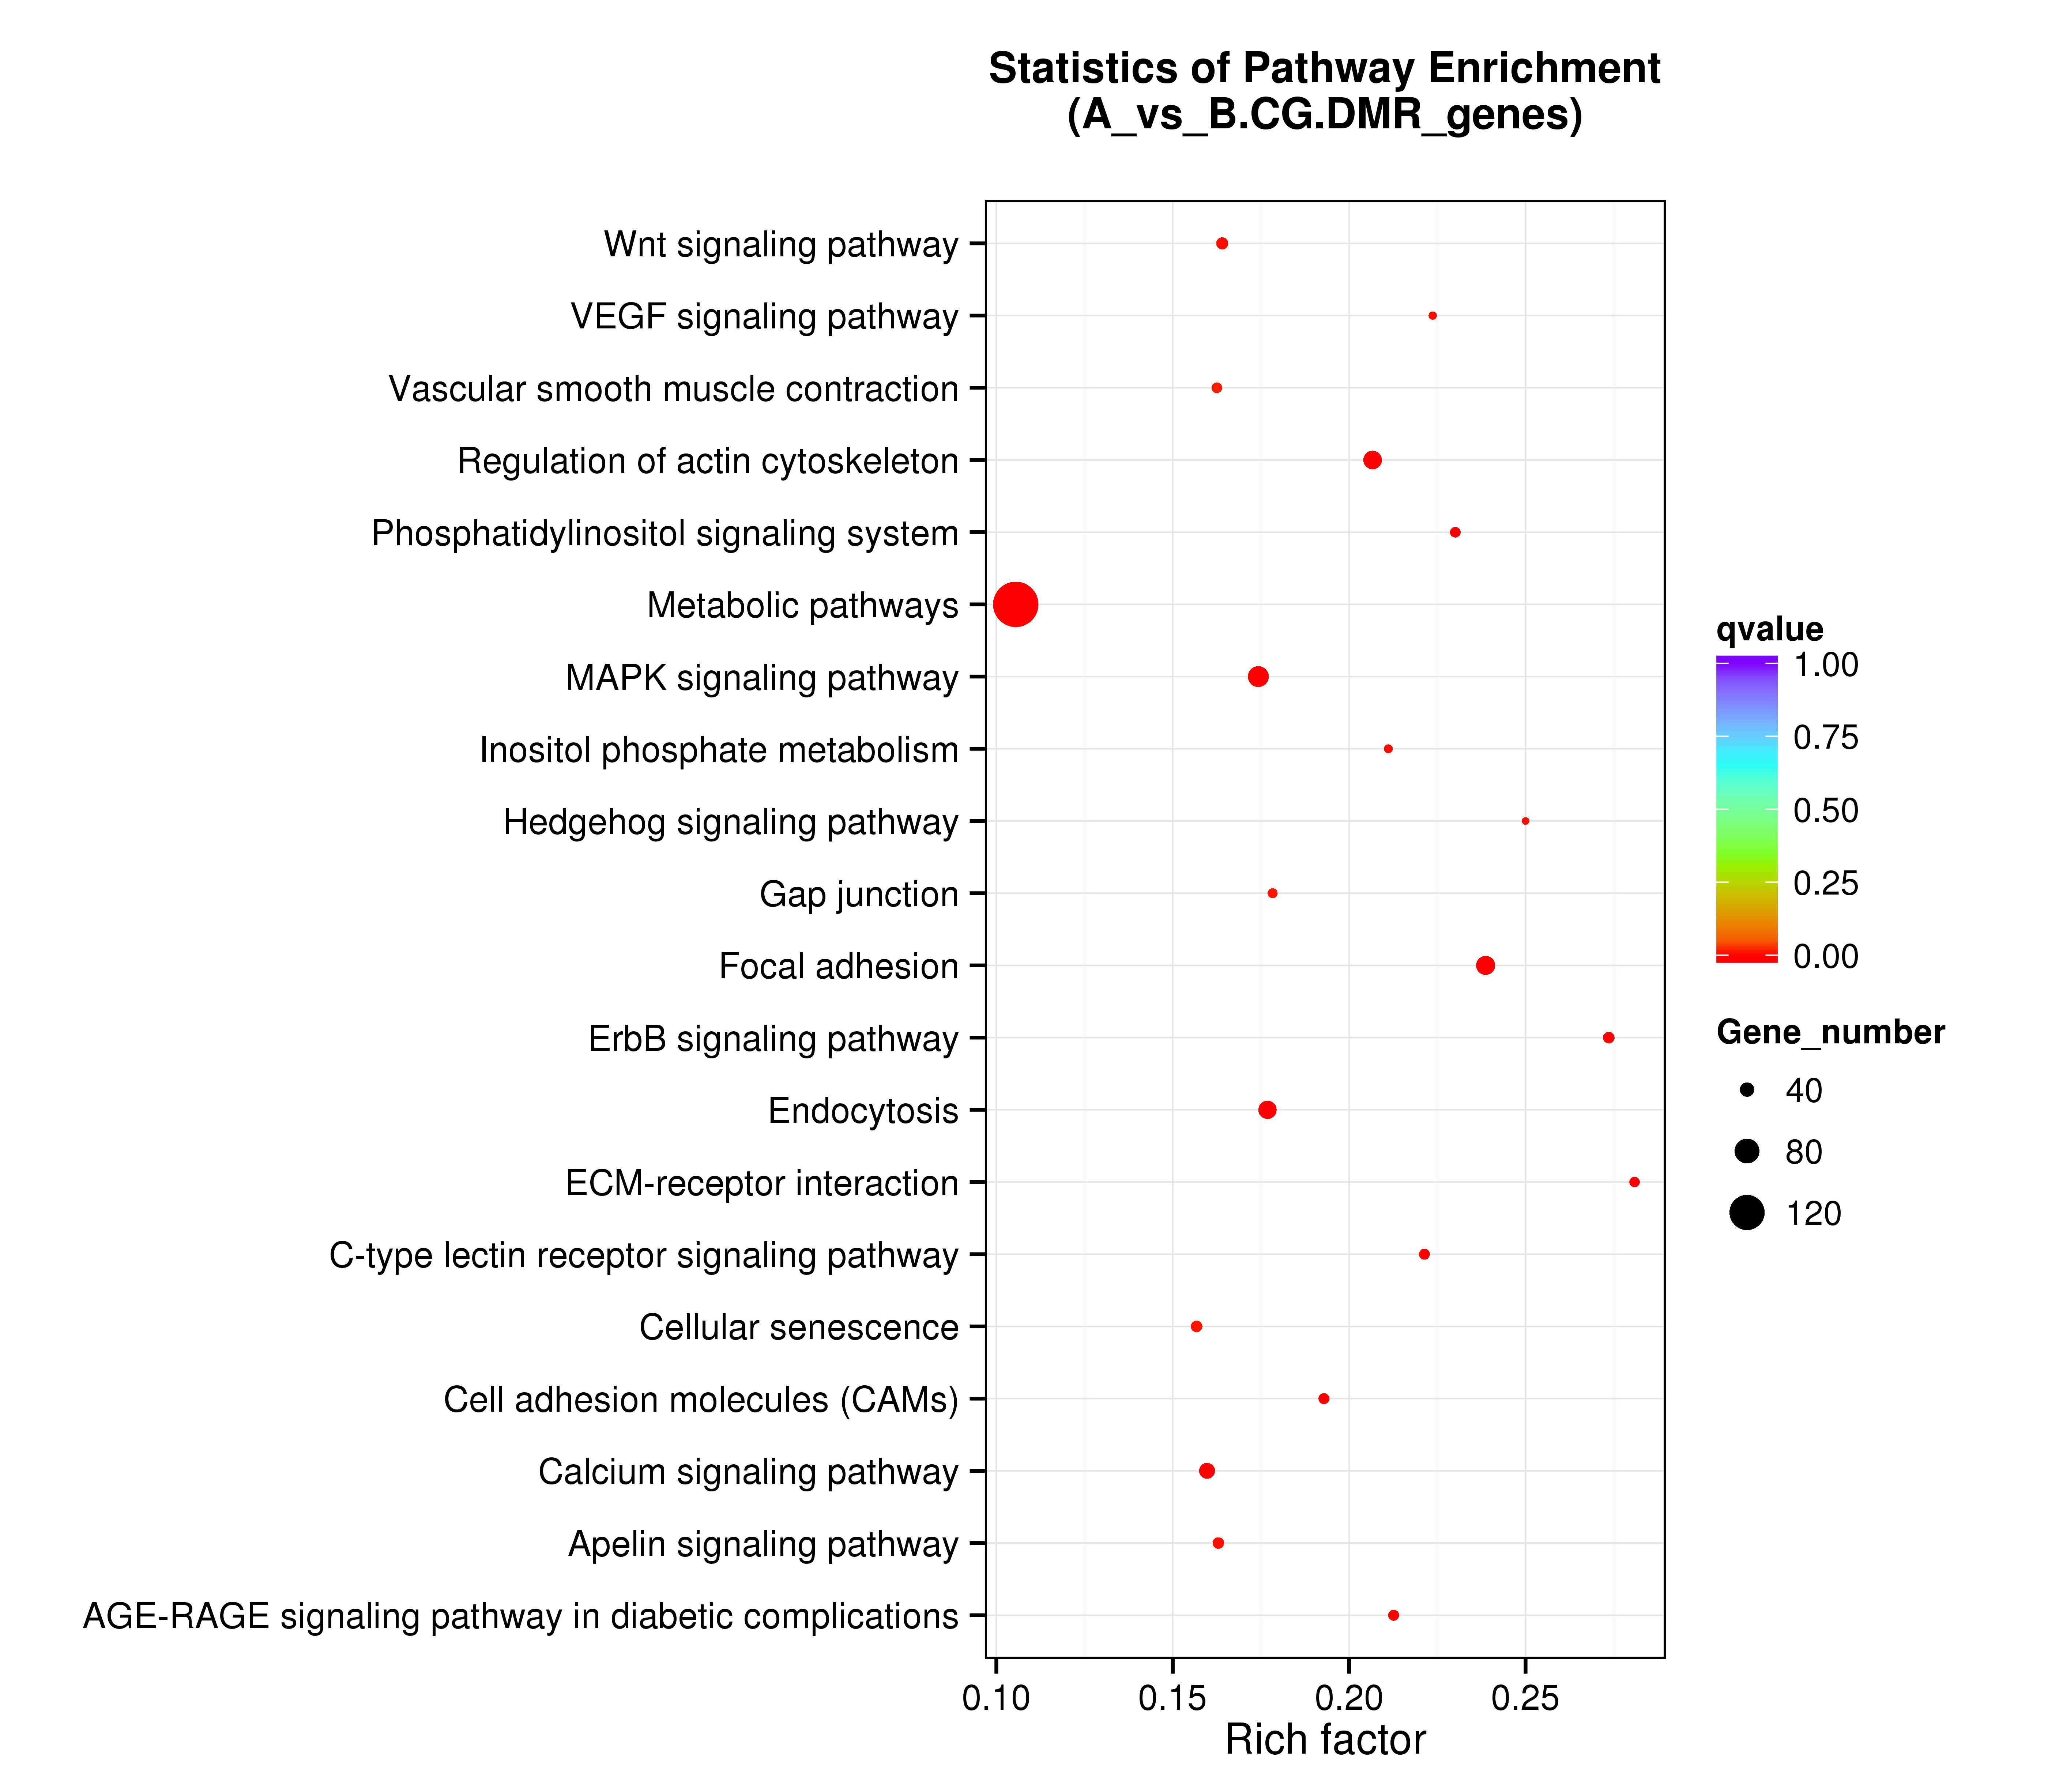 Statistics of Pathway Enrichment
(A_vs_B.CG.DMR_genes)
Wnt signaling pathway
VEGF signaling pathway
Vascular smooth muscle contraction
Regulation of actin cytoskeleton
Phosphatidylinositol signaling system
Metabolic pathways
MAPK signaling pathway
Inositol phosphate metabolism
Hedgehog signaling pathway
Gap junction
Focal adhesion
ErbB signaling pathway
Endocytosis
ECM-receptor interaction
C-type lectin receptor signaling pathway
Cellular senescence
Cell adhesion molecules (CAMs)
Calcium signaling pathway
Apelin signaling pathway
AGE-RAGE signaling pathway in diabetic complications
0.10 0.15 0.20 0.25
Rich factor
qvalue
1.00
0.75
0.50
0.25
0.00
Gene_number
40
80
120